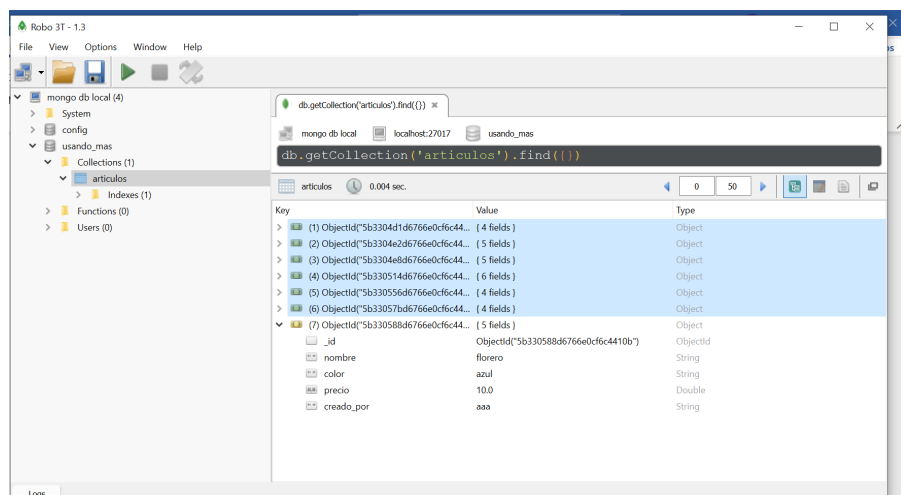 Robo 3T - 1.3
File View Options Window Help
mongo db local (4)
System
config
usando_mas
Collections (1)
articulos
Indexes (1)
Functions (0)
Users (0)
db.getCollection('articulos').find({})
mongo db local localhost:27017 usando_mas
db.getCollection('articulos').find({})
articulos 0.004 sec. 0 50
Key Value Type
(1) ObjectId("5b3304d1d6766e0cf6c44... { 4 fields } Object
(2) ObjectId("5b3304e2d6766e0cf6c44... { 5 fields } Object
(3) ObjectId("5b3304e8d6766e0cf6c44... { 5 fields } Object
(4) ObjectId("5b330514d6766e0cf6c44... { 6 fields } Object
(5) ObjectId("5b330556d6766e0cf6c44... { 4 fields } Object
(6) ObjectId("5b33057bd6766e0cf6c44... { 4 fields } Object
(7) ObjectId("5b330588d6766e0cf6c44... { 5 fields } Object
_id ObjectId("5b330588d6766e0cf6c4410b") ObjectId
nombre florero String
color azul String
precio 10.0 Double
creado_por aaa String
Logs